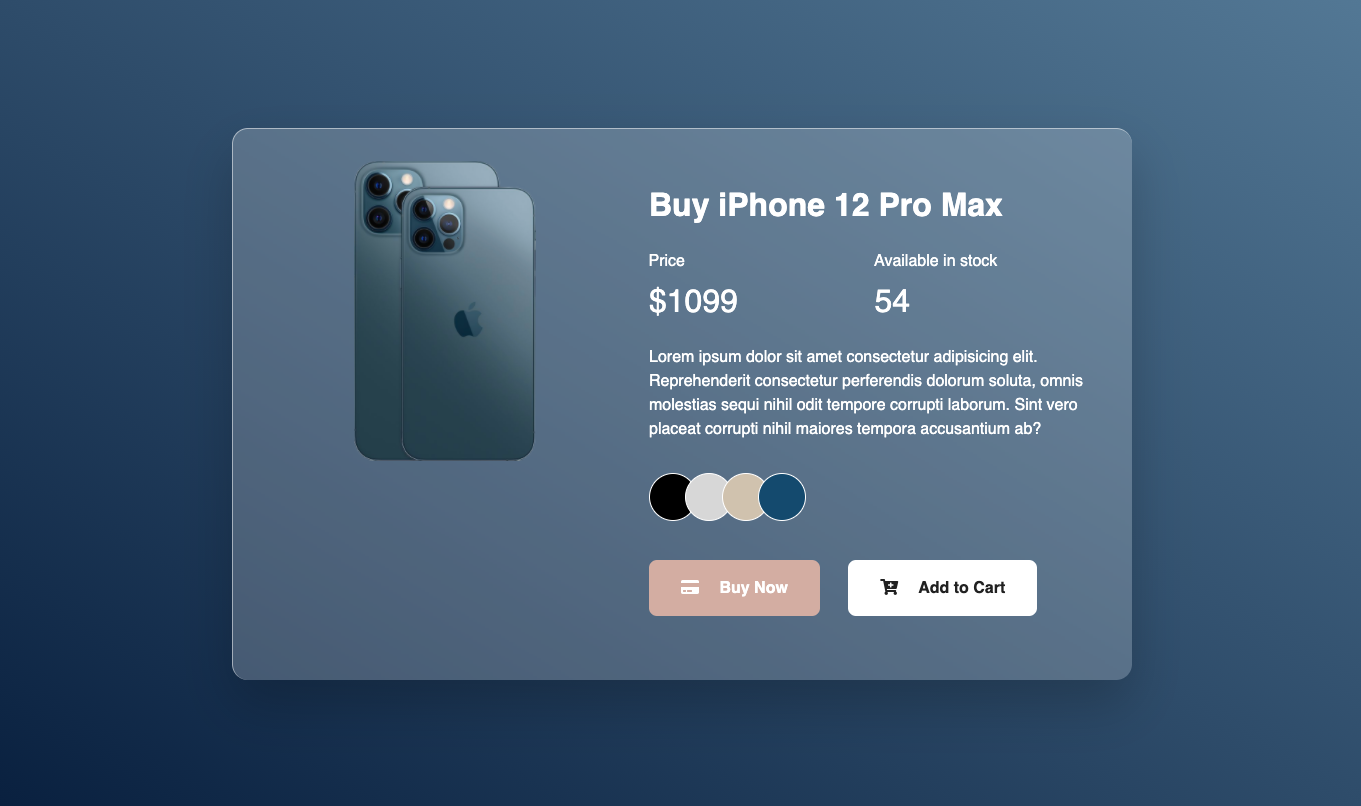 Buy iPhone 12 Pro Max
Price
Available in stock
$1099
54
Lorem ipsum dolor sit amet consectetur adipisicing elit.
Reprehenderit consectetur perferendis dolorum soluta, omnis
molestias sequi nihil odit tempore corrupti laborum. Sint vero
placeat corrupti nihil maiores tempora accusantium ab?
Buy Now
Add to Cart